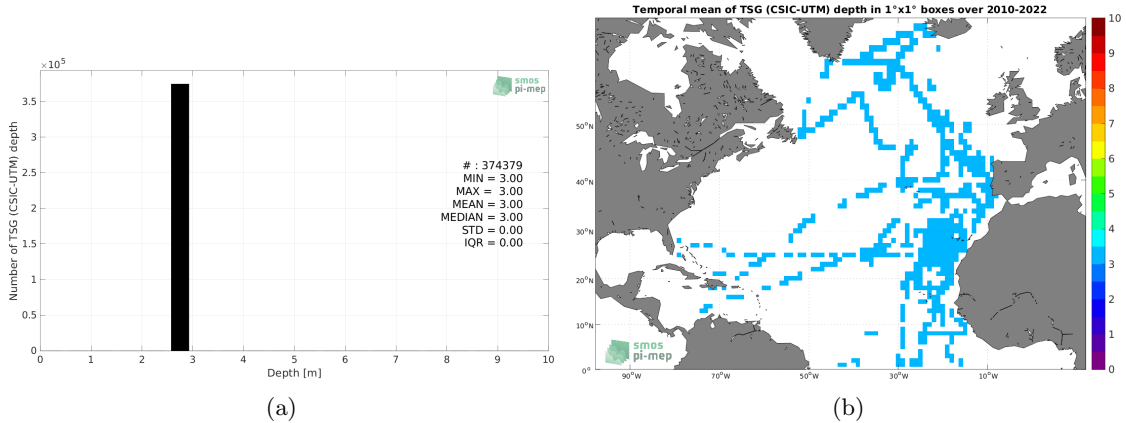 ×10⁵
3.5
3
2.5
2
1.5
1
0.5
0
Number of TSG (CSIC-UTM) depth
smos
pi-mep
# : 374379
MIN = 3.00
MAX = 3.00
MEAN = 3.00
MEDIAN = 3.00
STD = 0.00
IQR = 0.00
0 1 2 3 4 5 6 7 8 9 10
Depth [m]
(a)
Temporal mean of TSG (CSIC-UTM) depth in 1°x1° boxes over 2010-2022
50°N
40°N
30°N
20°N
10°N
0°
smos
pi-mep
90°W 70°W 50°W 30°W 10°W
10
9
8
7
6
5
4
3
2
1
0
(b)